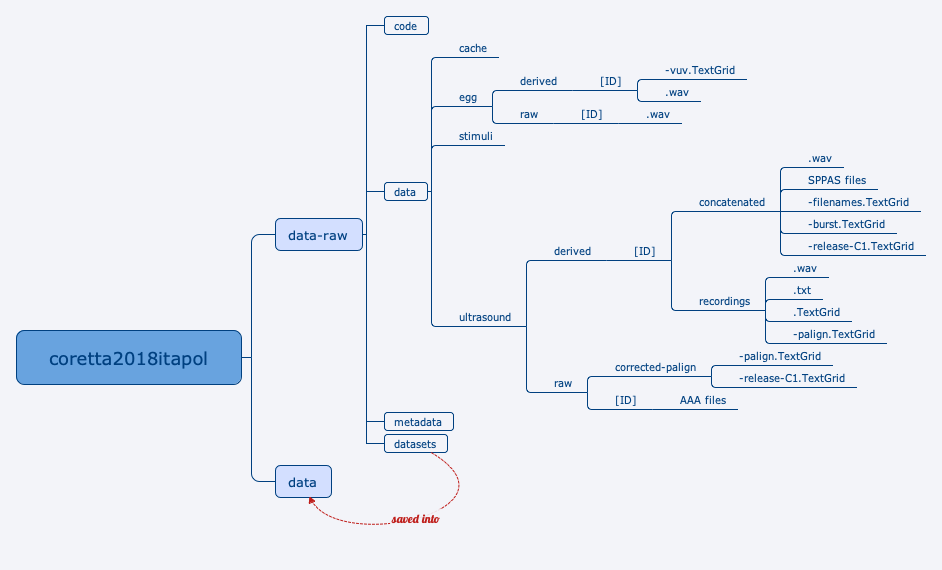 code
cache
-vuv.TextGrid
derived [ID]
.wav
egg
raw [ID] .wav
stimuli
.wav
SPPAS files
data
concatenated
-filenames.TextGrid
-burst.TextGrid
data-raw
-release-C1.TextGrid
derived [ID]
.wav
.txt
recordings
.TextGrid
ultrasound
-palign.TextGrid
coretta2018itapol
-palign.TextGrid
corrected-palign
-release-C1.TextGrid
raw
[ID] AAA files
metadata
datasets
data
saved into